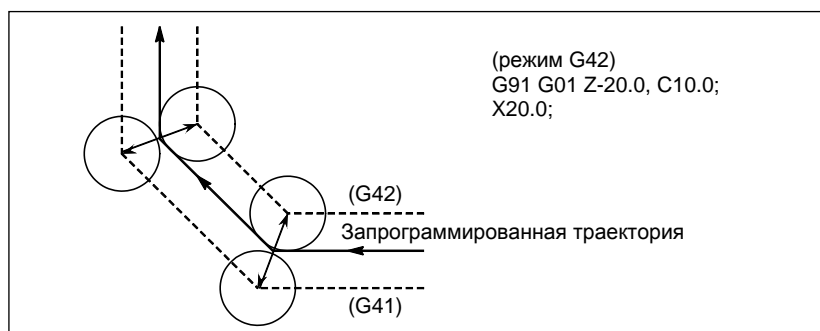 (режим G42)
G91 G01 Z-20.0, C10.0;
X20.0;
(G42)
Запрограммированная траектория
(G41)